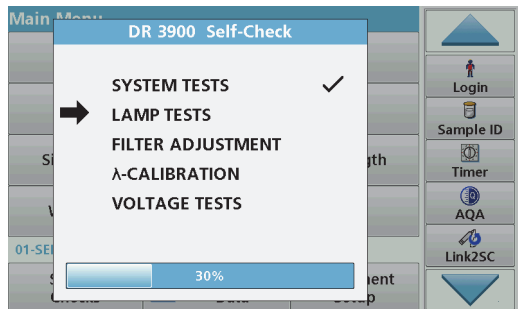 Main Menu
DR 3900 Self-Check
SYSTEM TESTS
LAMP TESTS
FILTER ADJUSTMENT
λ-CALIBRATION
VOLTAGE TESTS
30%
Login
Sample ID
Timer
AQA
Link2SC